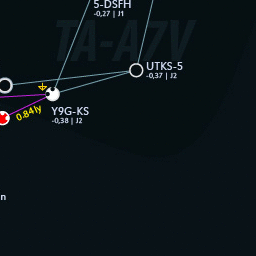 5-DSFH
-0,27 | J1
TA-A7V
UTKS-5
-0,37 | J2
Y9G-KS
-0,38 | J2
0.84ly
n